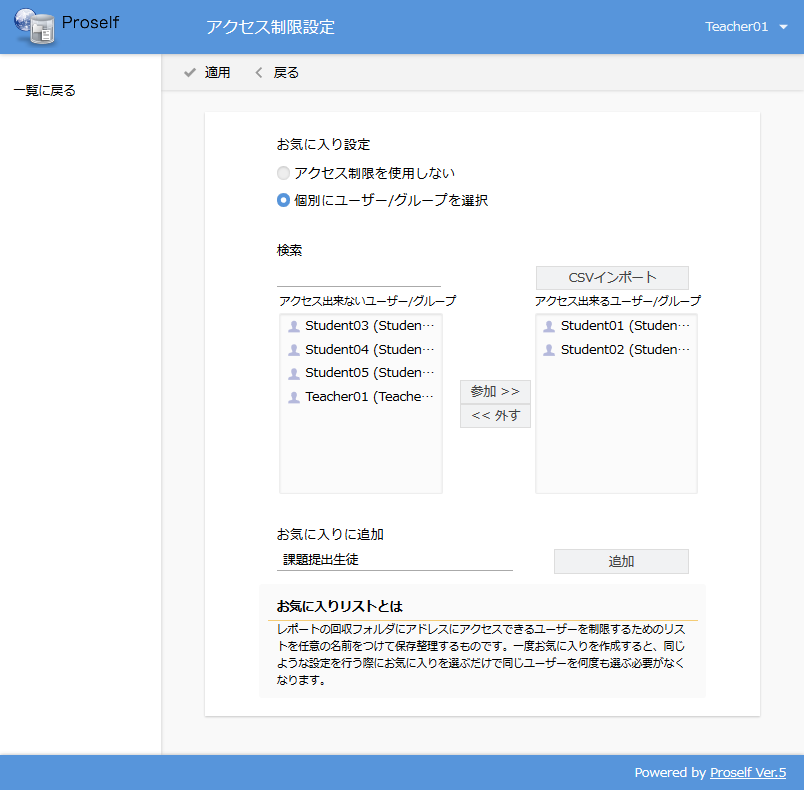 Proself
アクセス制限設定
Teacher01
一覧に戻る
適用
戻る
お気に入り設定
アクセス制限を使用しない
個別にユーザー/グループを選択
検索
CSVインポート
アクセス出来ないユーザー/グループ
アクセス出来るユーザー/グループ
Student03 (Studen…
Student04 (Studen…
Student05 (Studen…
Teacher01 (Teache…
Student01 (Studen…
Student02 (Studen…
参加 >>
<< 外す
お気に入りに追加
課題提出生徒
追加
お気に入りリストとは
レポートの回収フォルダにアドレスにアクセスできるユーザーを制限するためのリス
トを任意の名前をつけて保存整理するものです。一度お気に入りを作成すると、同じ
ような設定を行う際にお気に入りを選ぶだけで同じユーザーを何度も選ぶ必要がなく
なります。
Powered by Proself Ver.5